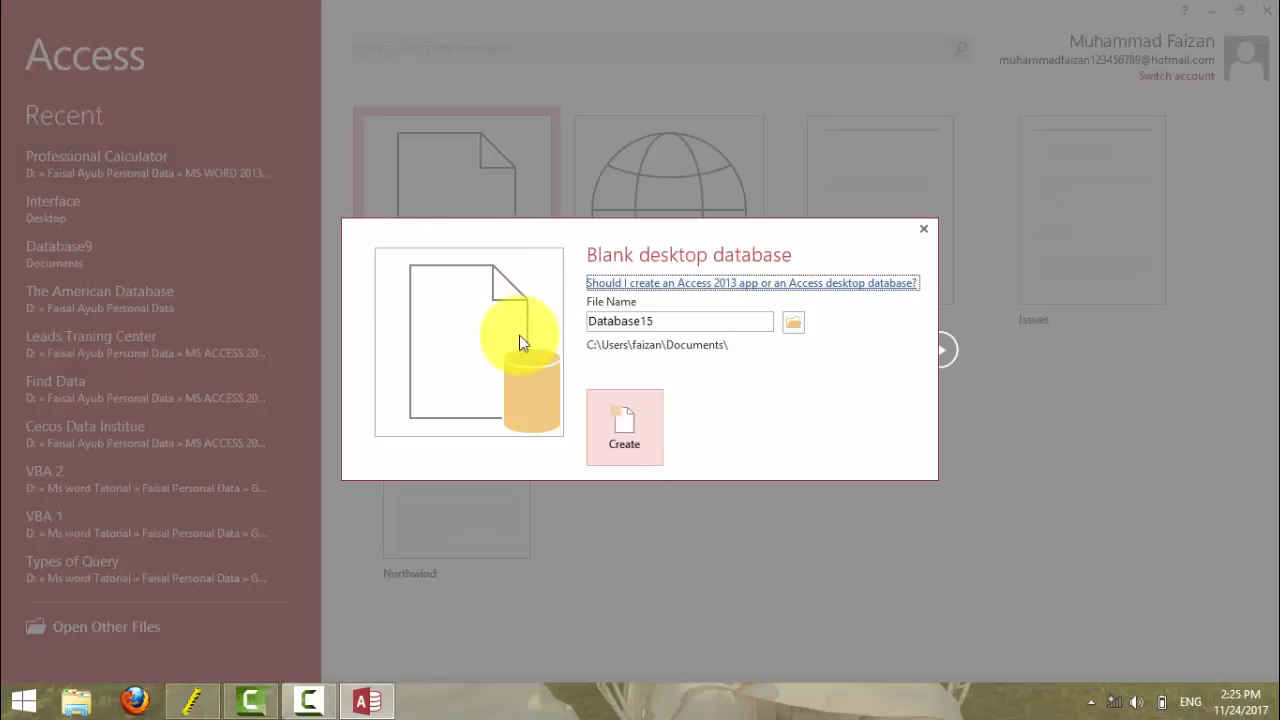 Access
Recent
Professional Calculator
D: » Faisal Ayub Personal Data » MS WORD 2013...
Interface
Desktop
Database9
Documents
The American Database
D: » Faisal Ayub Personal Data
Leads Traning Center
D: » Faisal Ayub Personal Data » MS ACCESS 20...
Find Data
D: » Faisal Ayub Personal Data » MS ACCESS 20...
Cecos Data Institue
D: » Faisal Ayub Personal Data » MS ACCESS 20...
VBA 2
D: » Ms word Tatorial » Faisal Personal Data » G...
VBA 1
D: » Ms word Tatorial » Faisal Personal Data » G...
Types of Query
D: » Ms word Tatorial » Faisal Personal Data » G...
Open Other Files
?
Muhammad Faizan
muhammadfaizan123456789@hotmail.com
Switch account
Blank desktop database
Should I create an Access 2013 app or an Access desktop database?
File Name
Database15
C:\Users\faizan\Documents\
Create
Issues
Northwind
ENG
2:25 PM
11/24/2017